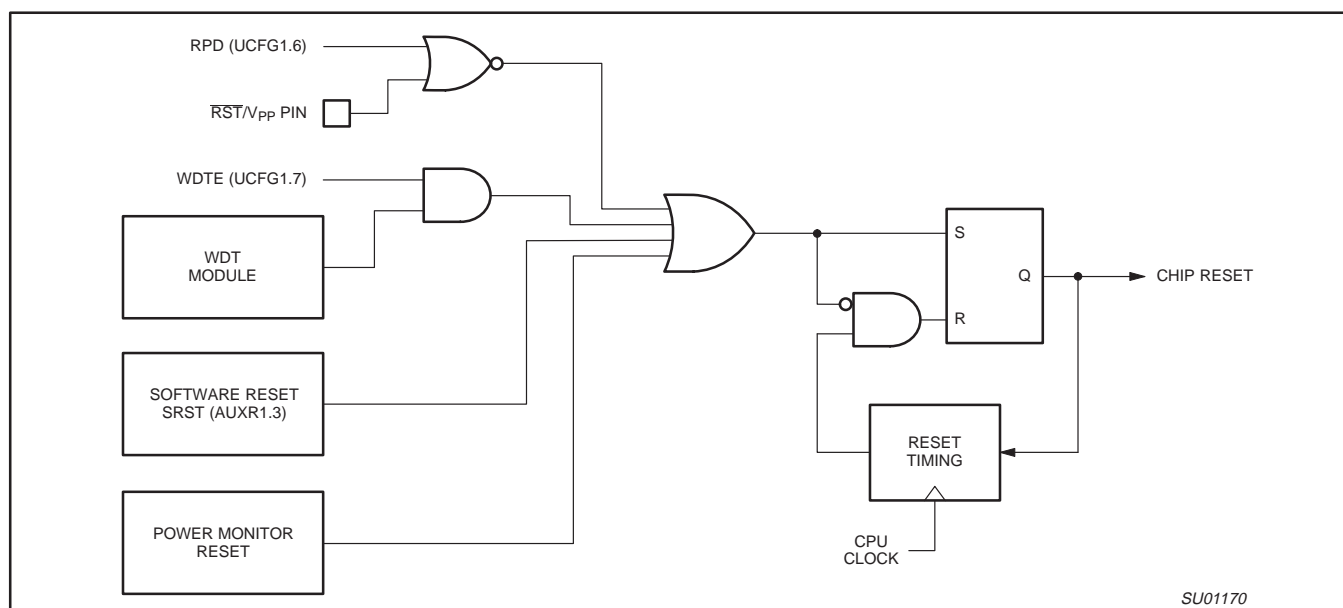 RPD (UCFG1.6)
RST/VPP PIN
WDTE (UCFG1.7)
WDT
MODULE
SOFTWARE RESET
SRST (AUXR1.3)
POWER MONITOR
RESET
S
Q
R
CHIP RESET
RESET
TIMING
CPU
CLOCK
SU01170